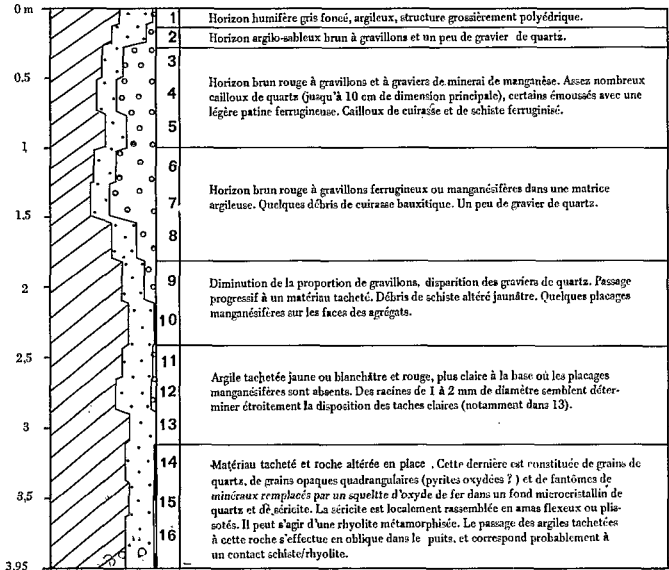 0 m
1
Horizon humifère gris foncé, argileux, structure grossièrement polyédrique.
2
Horizon argilo-sableux brun à gravillons et un peu de gravier de quartz.
3
0,5
4
5
Horizon brun rouge à gravillons et à graviers de minerai de manganèse. Assez nombreux
cailloux de quartz (jusqu'à 10 cm de dimension principale), certains émoussés avec une
légère patine ferrugineuse. Cailloux de cuirasse et de schiste ferruginisé.
1
6
7
1,5
8
Horizon brun rouge à gravillons ferrugineux ou manganésifères dans une matrice
argileuse. Quelques débris de cuirasse bauxitique. Un peu de gravier de quartz.
9
2
10
Diminution de la proportion de gravillons, disparition des graviers de quartz. Passage
progressif à un matériau tacheté. Débris de schiste altéré jaunâtre. Quelques placages
manganésifères sur les faces des agrégats.
2,5
11
12
3
13
Argile tachetée jaune ou blanchâtre et rouge, plus claire à la base où les placages
manganésifères sont absents. Des racines de 1 à 2 mm de diamètre semblent déter-
miner étroitement la disposition des taches claires (notamment dans 13).
14
3,5
15
16
3,95
Matériau tacheté et roche altérée en place . Cette dernière est constituée de grains de
quartz, de grains opaques quadrangulaires (pyrites oxydées ? ) et de fantômes de
minéraux remplacés par un squelette d'oxyde de fer dans un fond microcristallin de
quartz et de séricite. La séricite est localement rassemblée en amas flexeux ou plis-
sotés. Il peut s'agir d'une rhyolite métamorphisée. Le passage des argiles tachetées
à cette roche s'effectue en oblique dans le puits, et correspond probablement à
un contact schiste/rhyolite.